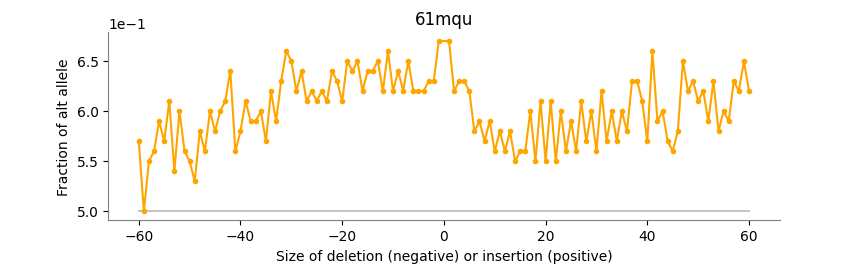 61mqu
1e−1
6.5
6.0
5.5
5.0
Fraction of alt allele
−60 −40 −20 0 20 40 60
Size of deletion (negative) or insertion (positive)